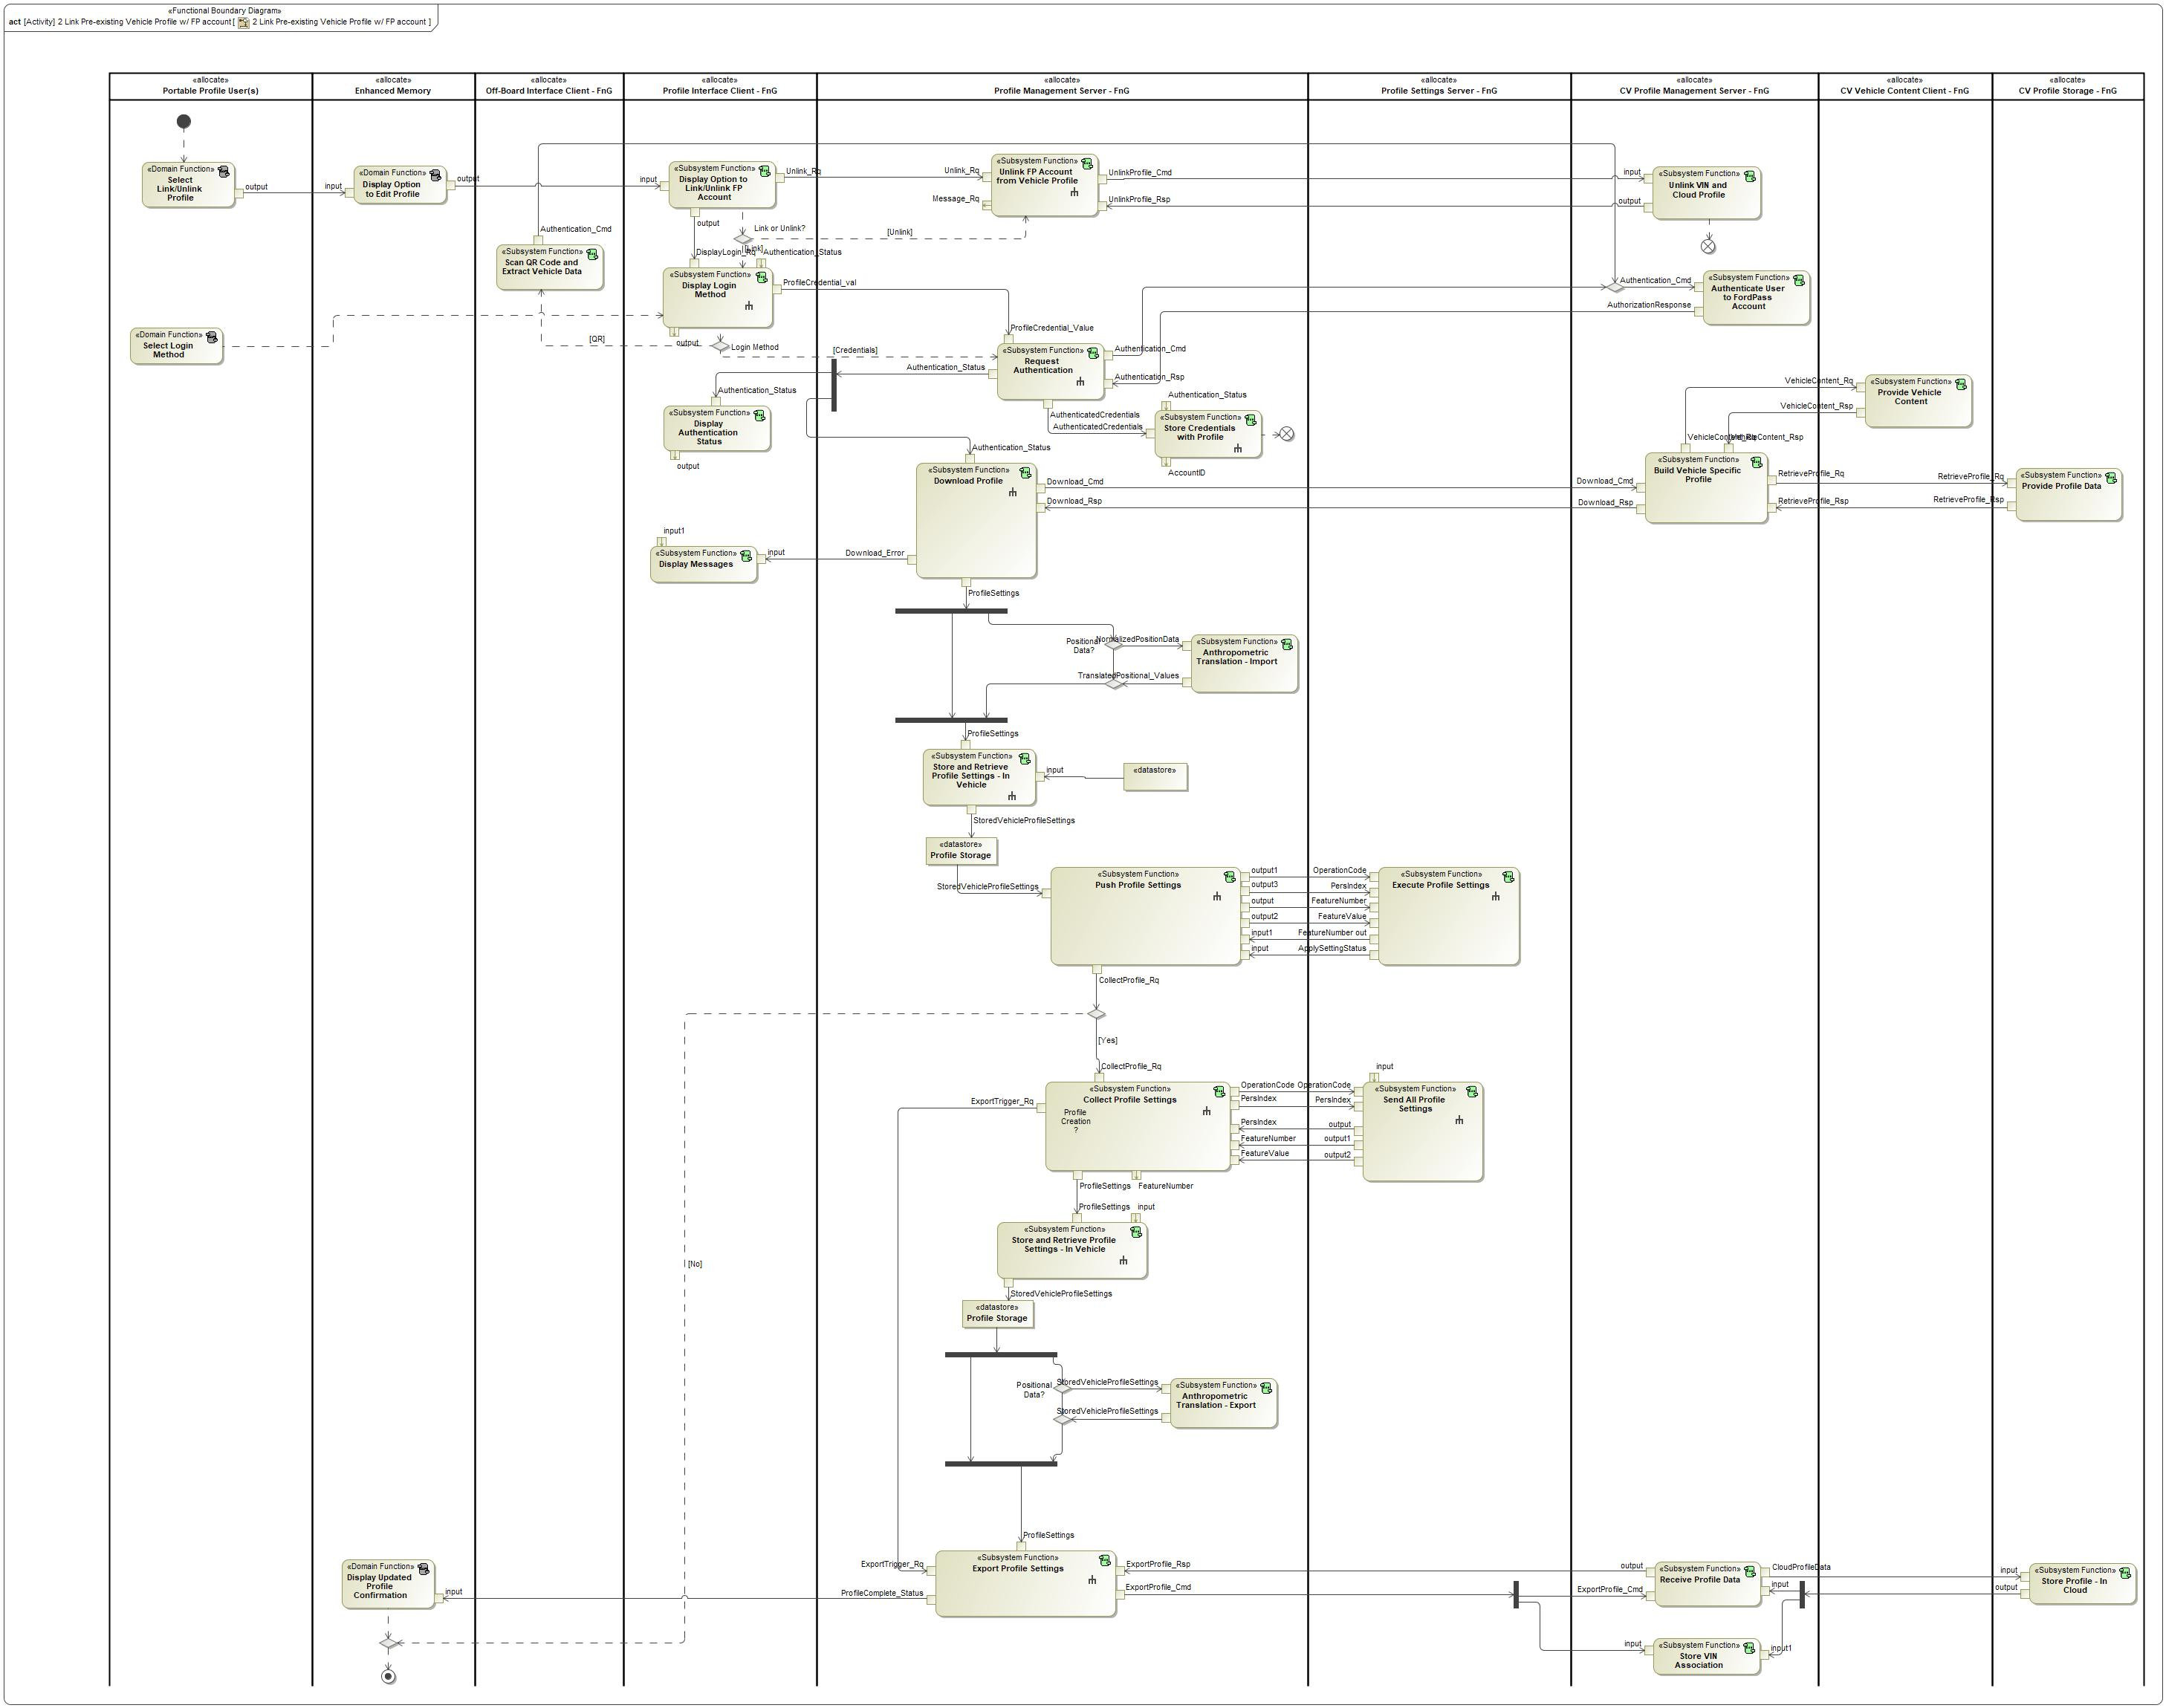 «Functional Boundary Diagram»
act [Activity] 2 Link Pre-existing Vehicle Profile w/ FP account [ 2 Link Pre-existing Vehicle Profile w/ FP account ]
«allocate»
Portable Profile User(s)
«allocate»
Enhanced Memory
«allocate»
Off-Board Interface Client - FnG
«allocate»
Profile Interface Client - FnG
«allocate»
Profile Management Server - FnG
«allocate»
Profile Settings Server - FnG
«allocate»
CV Profile Management Server - FnG
«allocate»
CV Vehicle Content Client - FnG
«allocate»
CV Profile Storage - FnG
«Domain Function»
Select
Link/Unlink
Profile
output
input
«Domain Function»
Display Option
to Edit Profile
output
input
«Subsystem Function»
Display Option to
Link/Unlink FP
Account
Unlink_Rq
output
Unlink_Rq
Message_Rq
«Subsystem Function»
Unlink FP Account
from Vehicle Profile
UnlinkProfile_Cmd
UnlinkProfile_Rsp
input
output
«Subsystem Function»
Unlink VIN and
Cloud Profile
Link or Unlink?
[Unlink]
[Link]
Authentication_Cmd
«Subsystem Function»
Scan QR Code and
Extract Vehicle Data
DisplayLogin_Rq
Authentication_Status
«Subsystem Function»
Display Login
Method
ProfileCredential_val
output
Authentication_Cmd
AuthorizationResponse
«Subsystem Function»
Authenticate User
to FordPass
Account
«Domain Function»
Select Login
Method
[QR]
Login Method
[Credentials]
ProfileCredential_Value
«Subsystem Function»
Request
Authentication
Authentication_Cmd
Authentication_Rsp
Authentication_Status
AuthenticatedCredentials
AuthenticatedCredentials
Authentication_Status
«Subsystem Function»
Store Credentials
with Profile
AccountID
Authentication_Status
«Subsystem Function»
Display
Authentication
Status
output
VehicleContent_Rq
VehicleContent_Rsp
«Subsystem Function»
Provide Vehicle
Content
VehicleContent_Rq
VehicleContent_Rsp
«Subsystem Function»
Build Vehicle Specific
Profile
Download_Cmd
Download_Rsp
RetrieveProfile_Rq
RetrieveProfile_Rsp
RetrieveProfile_Rq
RetrieveProfile_Rsp
«Subsystem Function»
Provide Profile Data
Authentication_Status
«Subsystem Function»
Download Profile
Download_Cmd
Download_Rsp
Download_Error
ProfileSettings
input1
«Subsystem Function»
Display Messages
input
Positional
Data?
NormalizedPositionData
TranslatedPositional_Values
«Subsystem Function»
Anthropometric
Translation - Import
ProfileSettings
«Subsystem Function»
Store and Retrieve
Profile Settings - In
Vehicle
input
«datastore»
StoredVehicleProfileSettings
«datastore»
Profile Storage
StoredVehicleProfileSettings
«Subsystem Function»
Push Profile Settings
output1
output3
output
output2
input1
input
OperationCode
PersIndex
FeatureNumber
FeatureValue
FeatureNumber out
ApplySettingStatus
«Subsystem Function»
Execute Profile Settings
CollectProfile_Rq
[Yes]
[No]
CollectProfile_Rq
ExportTrigger_Rq
«Subsystem Function»
Collect Profile Settings
Profile
Creation
?
OperationCode
PersIndex
PersIndex
FeatureNumber
FeatureValue
input
OperationCode
PersIndex
output
output1
output2
«Subsystem Function»
Send All Profile
Settings
ProfileSettings
FeatureNumber
ProfileSettings
input
«Subsystem Function»
Store and Retrieve Profile
Settings - In Vehicle
StoredVehicleProfileSettings
«datastore»
Profile Storage
Positional
Data?
StoredVehicleProfileSettings
StoredVehicleProfileSettings
«Subsystem Function»
Anthropometric
Translation - Export
ProfileSettings
ExportTrigger_Rq
ProfileComplete_Status
«Subsystem Function»
Export Profile Settings
ExportProfile_Rsp
ExportProfile_Cmd
«Domain Function»
Display Updated
Profile
Confirmation
input
output
ExportProfile_Cmd
«Subsystem Function»
Receive Profile Data
CloudProfileData
input
input
output
«Subsystem Function»
Store Profile - In
Cloud
input
«Subsystem Function»
Store VIN
Association
input1